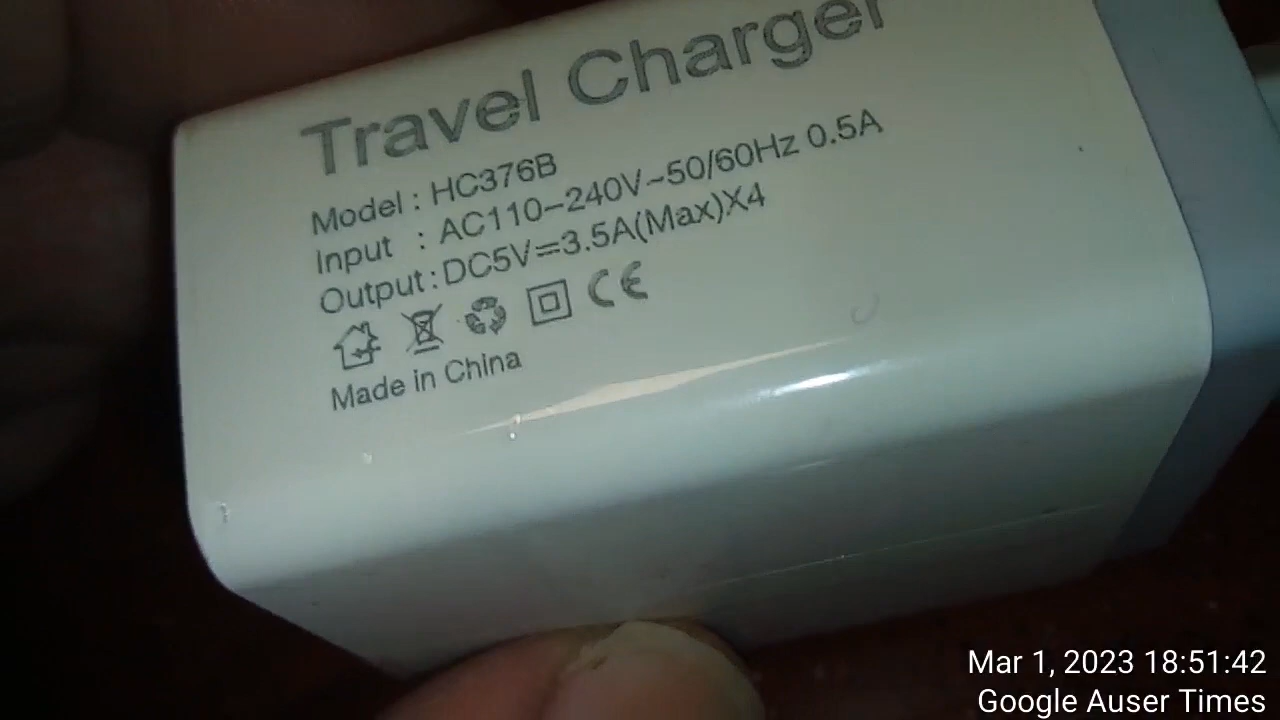 Travel Charger
Model : HC376B
Input : AC110-240V~50/60Hz 0.5A
Output:DC5V=3.5A(Max)X4
CE
Made in China
Mar 1, 2023 18:51:42
Google Auser Times